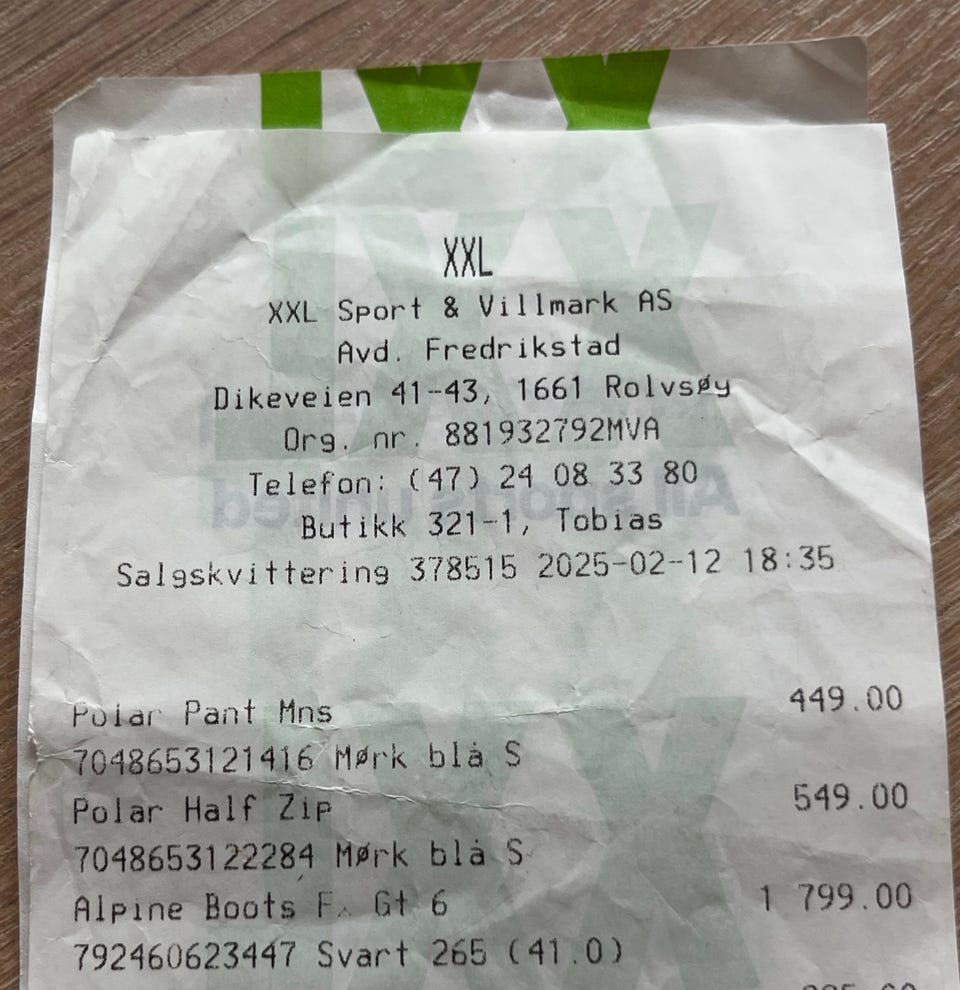 XXL
XXL Sport & Villmark AS
Avd. Fredrikstad
Dikeveien 41-43, 1661 Rolvsøy
Org. nr. 881932792MVA
Telefon: (47) 24 08 33 80
Butikk 321-1, Tobias
Salgskvittering 378515 2025-02-12 18:35
Polar Pant Mns 449.00
7048653121416 Mørk blå S
Polar Half Zip 549.00
7048653122284 Mørk blå S
Alpine Boots Gt 6 1 799.00
792460623447 Svart 265 (41.0)
All sports united